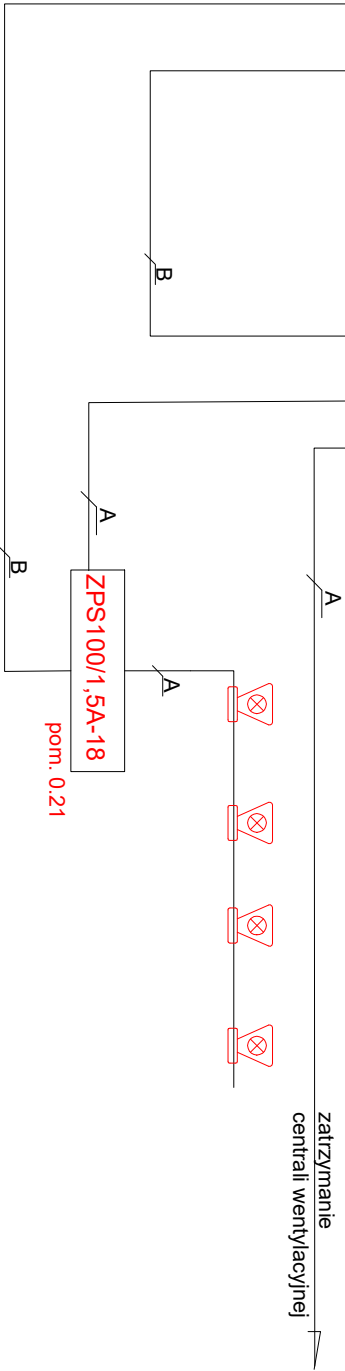 B
A
B
A
A
ZPS100/1,5A-18
pom. 0.21
zatrzymanie
centrali wentylacyjnej